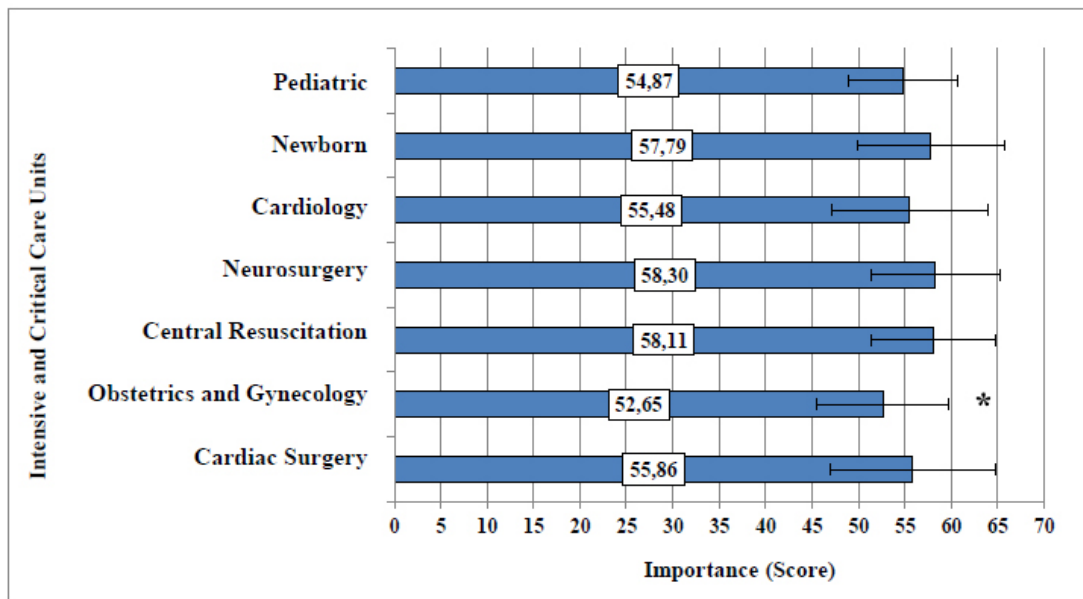 Intensive and Critical Care Units
Pediatric
54,87
Newborn
57,79
Cardiology
55,48
Neurosurgery
58,30
Central Resuscitation
58,11
Obstetrics and Gynecology
52,65
*
Cardiac Surgery
55,86
0 5 10 15 20 25 30 35 40 45 50 55 60 65 70
Importance (Score)